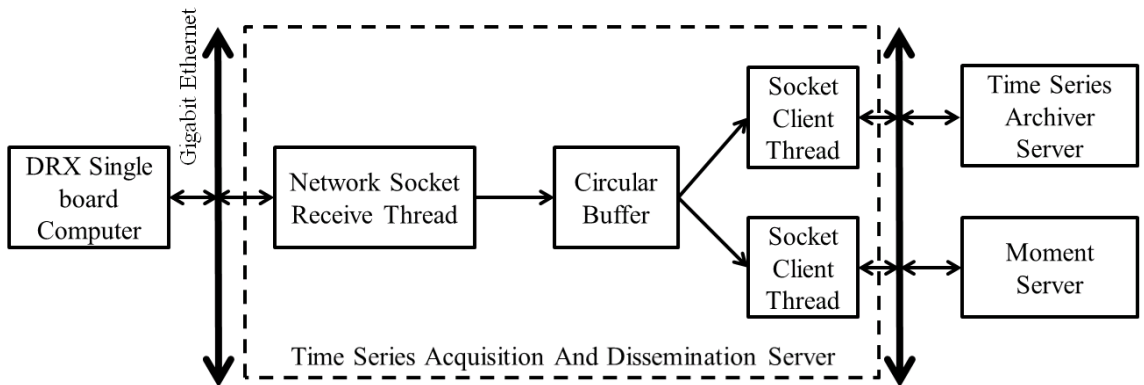 Gigabit Ethernet
DRX Single
board
Computer
Network Socket
Receive Thread
Circular
Buffer
Socket
Client
Thread
Socket
Client
Thread
Time Series
Archiver
Server
Moment
Server
Time Series Acquisition And Dissemination Server